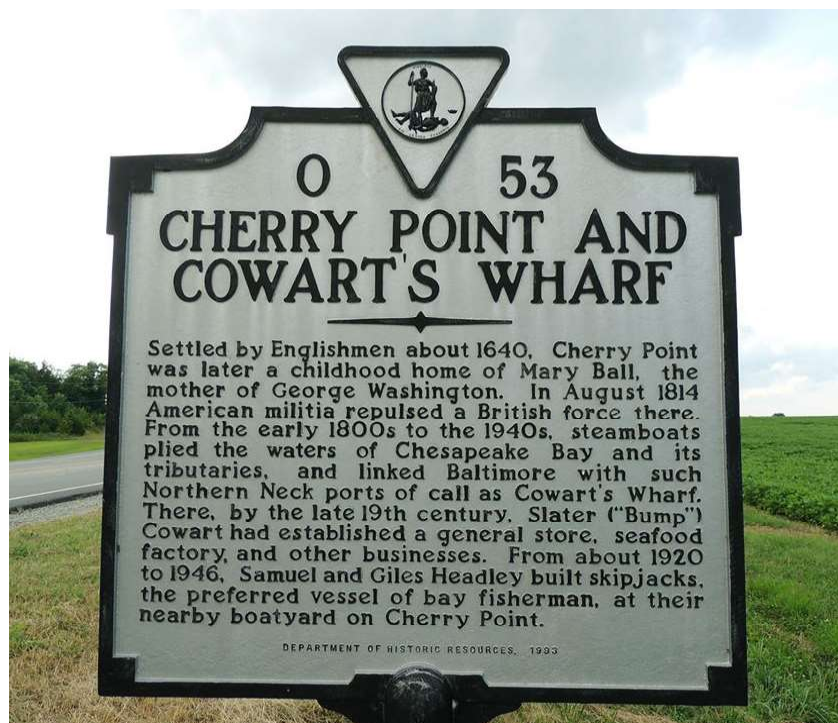 O 53
CHERRY POINT AND
COWART'S WHARF
Settled by Englishmen about 1640, Cherry Point
was later a childhood home of Mary Ball, the
mother of George Washington. In August 1814
American militia repulsed a British force there.
From the early 1800s to the 1940s, steamboats
plied the waters of Chesapeake Bay and its
tributaries, and linked Baltimore with such
Northern Neck ports of call as Cowart's Wharf.
There, by the late 19th century, Slater ("Bump")
Cowart had established a general store, seafood
factory, and other businesses. From about 1920
to 1946, Samuel and Giles Headley built skipjacks,
the preferred vessel of bay fisherman, at their
nearby boatyard on Cherry Point.
DEPARTMENT OF HISTORIC RESOURCES, 1993